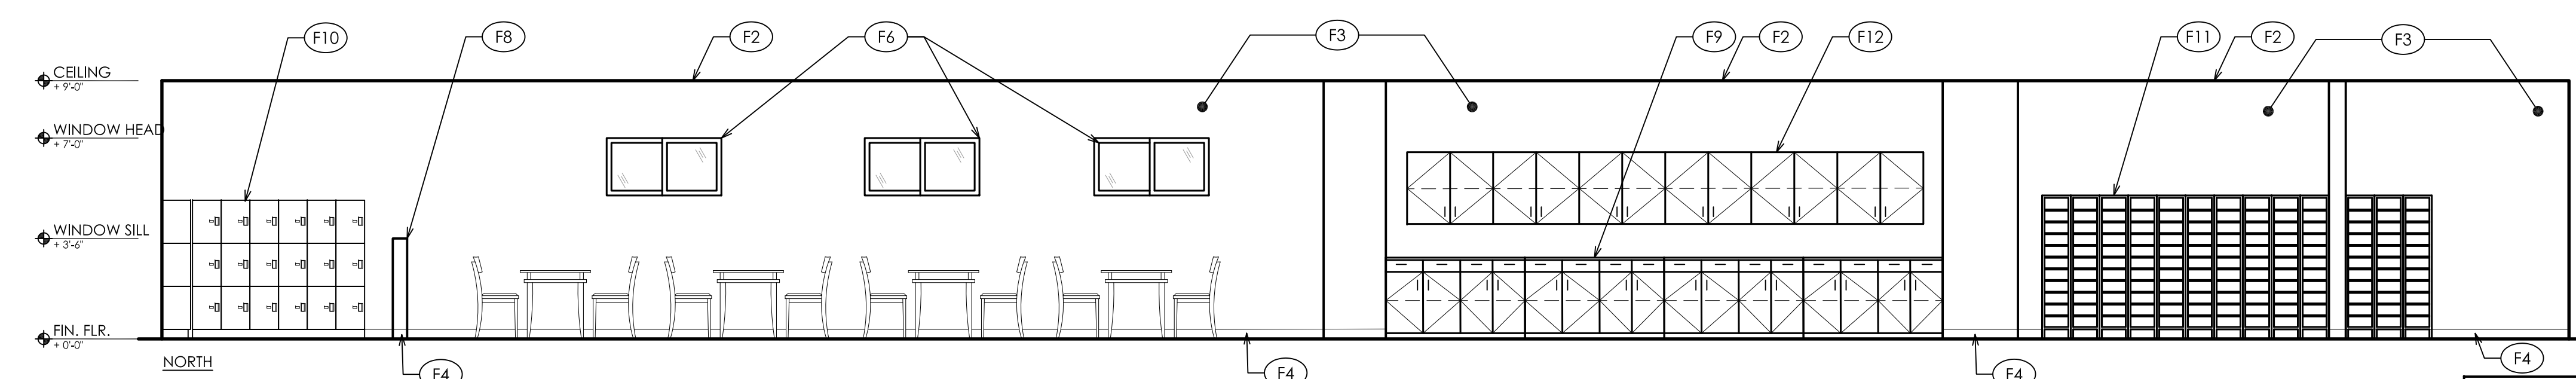 F10
F8
F2
F6
F3
F9
F2
F12
F11
F2
F3
CEILING
+ 9'-0"
WINDOW HEAD
+ 7'-0"
WINDOW SILL
+ 3'-6"
FIN. FLR.
+ 0'-0"
NORTH
F4
F4
F4
F4